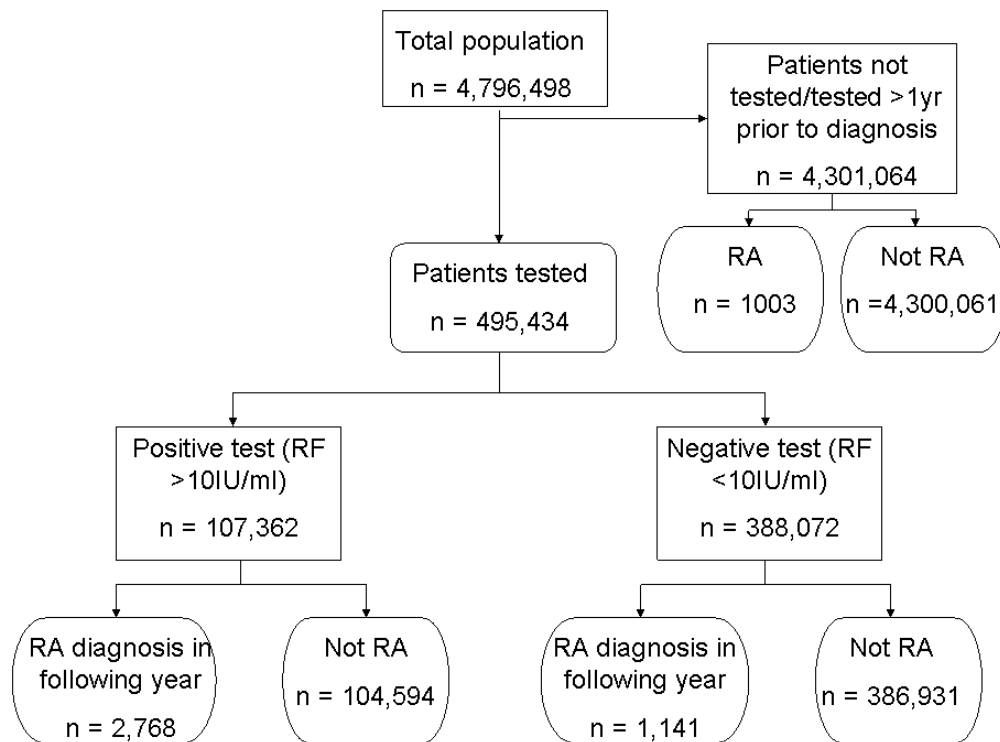 Total population
n = 4,796,498
Patients not
tested/tested >1yr
prior to diagnosis
n = 4,301,064
RA
n = 1003
Not RA
n =4,300,061
Patients tested
n = 495,434
Positive test (RF
>10IU/ml)
n = 107,362
Negative test (RF
<10IU/ml)
n = 388,072
RA diagnosis in
following year
n = 2,768
Not RA
n = 104,594
RA diagnosis in
following year
n = 1,141
Not RA
n = 386,931